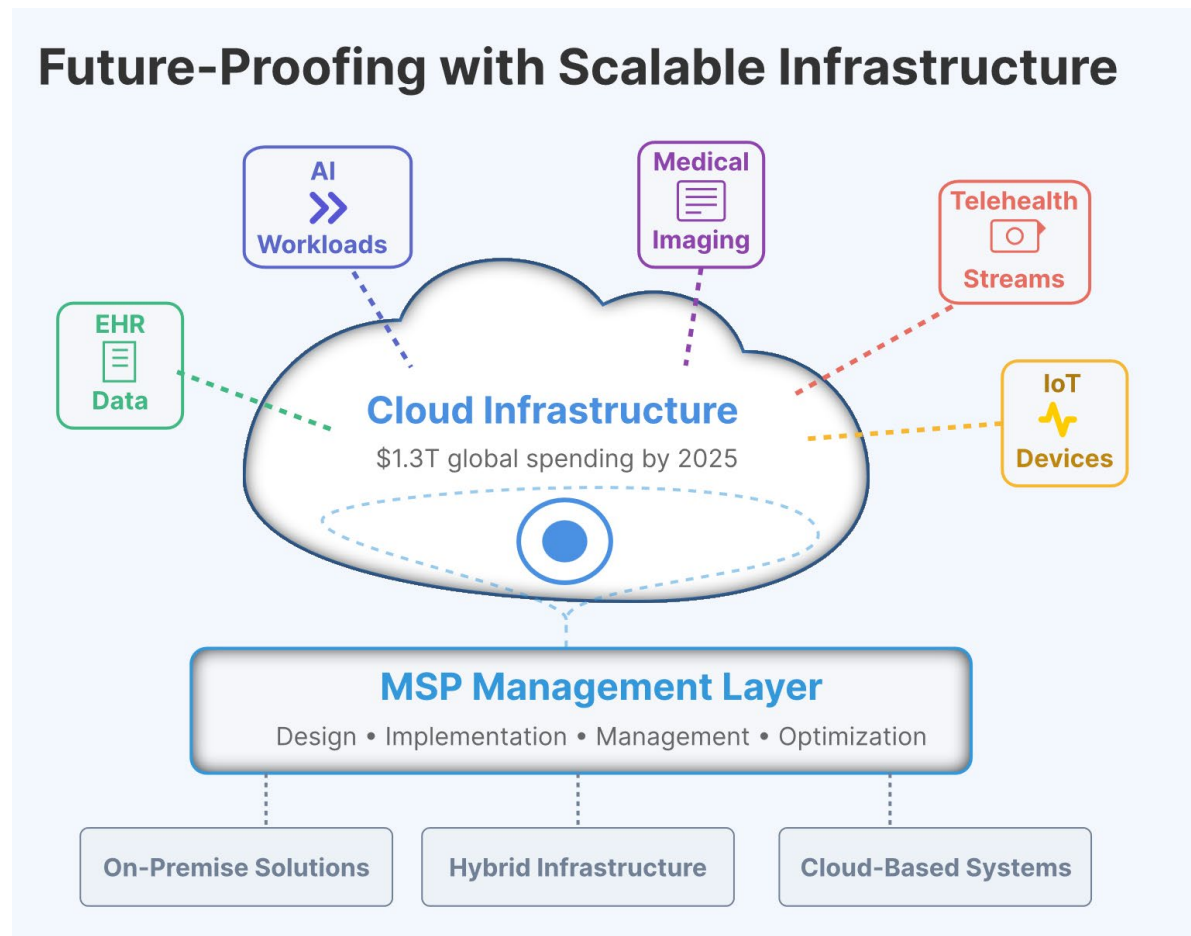 Future-Proofing with Scalable Infrastructure
AI
Workloads
Medical
Imaging
Telehealth
Streams
EHR
Data
IoT
Devices
Cloud Infrastructure
$1.3T global spending by 2025
MSP Management Layer
Design • Implementation • Management • Optimization
On-Premise Solutions
Hybrid Infrastructure
Cloud-Based Systems